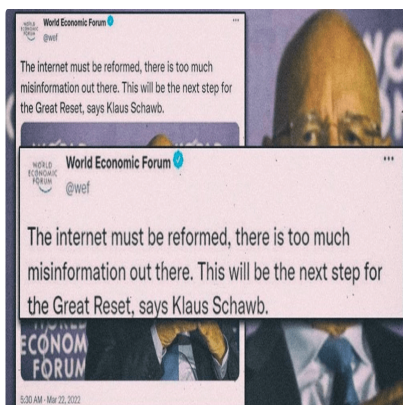 World Economic Forum
@wef
The internet must be reformed, there is too much
misinformation out there. This will be the next step for
the Great Reset, says Klaus Schawb.
WORLD
ECONOMIC
FORUM
World Economic Forum
@wef
The internet must be reformed, there is too much
misinformation out there. This will be the next step for
the Great Reset, says Klaus Schawb.
ECONOM
FORUM
5:30 AM - Mar 22, 2022